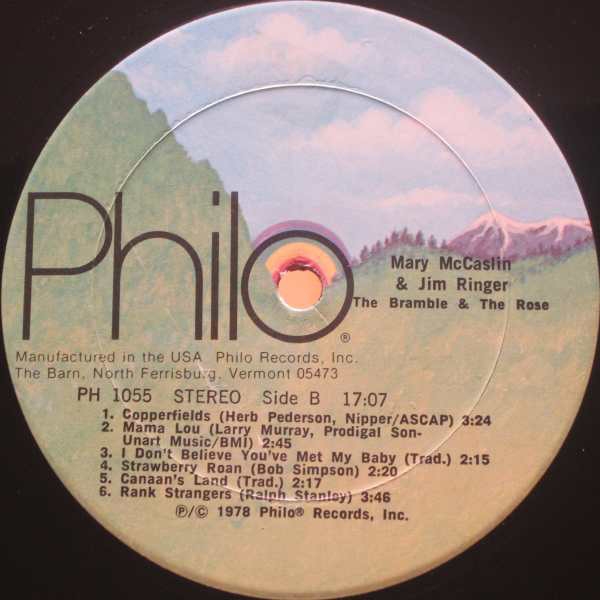 Philo®
Mary McCaslin
& Jim Ringer
The Bramble & The Rose
Manufactured in the USA Philo Records, Inc.
The Barn, North Ferrisburg, Vermont 05473
PH 1055 STEREO Side B 17:07
1. Copperfields (Herb Pederson, Nipper/ASCAP) 3:24
2. Mama Lou (Larry Murray, Prodigal Son-
Unart Music/BMI) 2:45
3. I Don't Believe You've Met My Baby (Trad.) 2:15
4. Strawberry Roan (Bob Simpson) 2:20
5. Canaan's Land (Trad.) 2:17
6. Rank Strangers (Ralph Stanley) 3:46
℗/© 1978 Philo® Records, Inc.